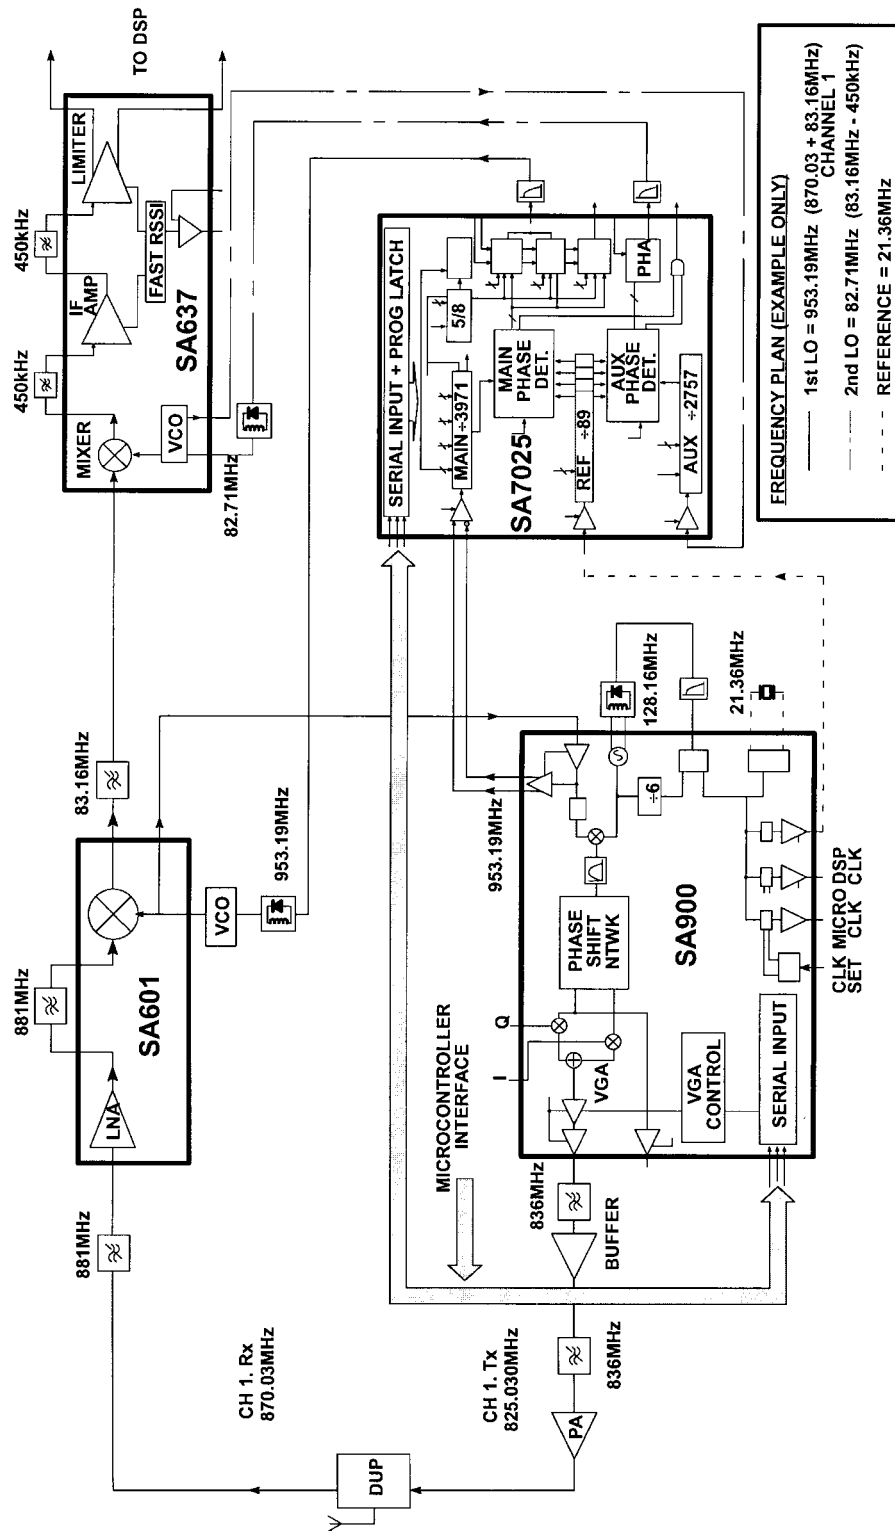 DUP
CH 1. Rx
870.03MHz
881MHz
LNA
SA601
881MHz
VCO
953.19MHz
83.16MHz
MIXER
VCO
82.71MHz
450kHz
IF
AMP
FAST RSSI
SA637
450kHz
LIMITER
TO DSP
CH 1. Tx
825.030MHz
PA
836MHz
BUFFER
836MHz
MICROCONTROLLER
INTERFACE
I
Q
VGA
PHASE
SHIFT
NTWK
953.19MHz
÷6
128.16MHz
21.36MHz
SA900
VGA
CONTROL
SERIAL INPUT
CLK
SET
MICRO
CLK
DSP
CLK
SERIAL INPUT + PROG LATCH
MAIN÷3971
5/8
SA7025
MAIN
PHASE
DET.
REF ÷89
AUX
PHASE
DET.
PHA
AUX ÷2757
FREQUENCY PLAN (EXAMPLE ONLY)
1st LO = 953.19MHz (870.03 + 83.16MHz)
CHANNEL 1
2nd LO = 82.71MHz (83.16MHz - 450kHz)
REFERENCE = 21.36MHz